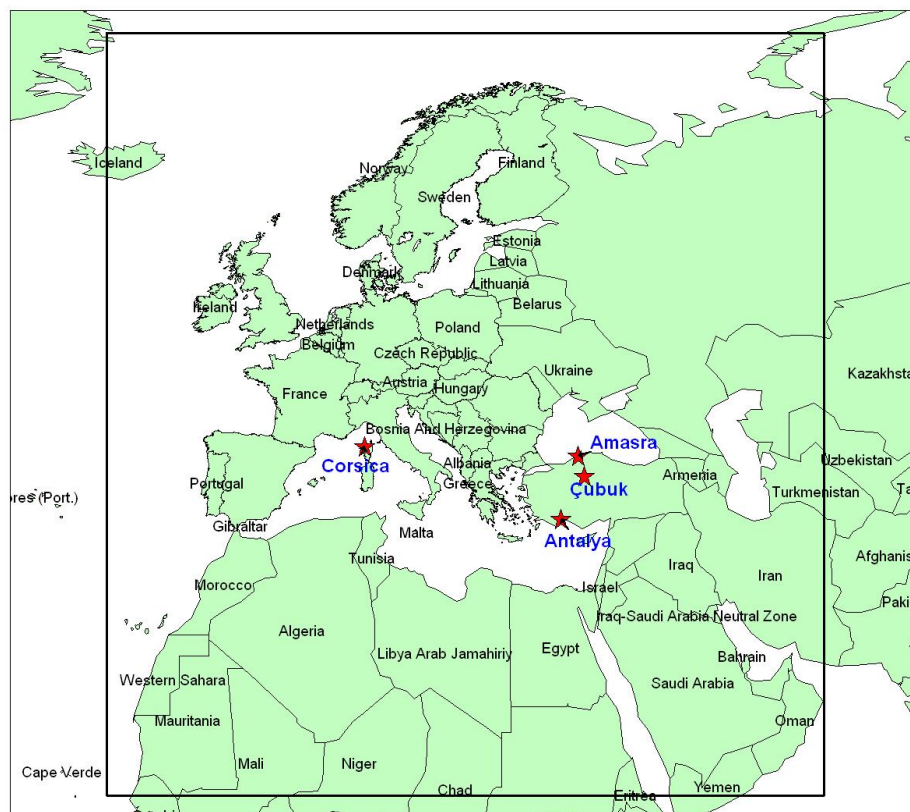 Iceland
Norway
Finland
Sweden
Estonia
Latvia
Denmark
Lithuania
Belarus
Ireland
Netherlands
Poland
Belgium
Czech Republic
Ukraine
Kazakhsta
Austria
Hungary
France
Bosnia And Herzegovina
Amasra
Uzbekistan
Corsica
Albania
Armenia
Portugal
Greece
Çubuk
Turkmenistan
res (Port.)
Gibraltar
Malta
Antalya
Tunisia
Afghanis
Iraq
Iran
Morocco
Israel
Paki
Iraq-Saudi Arabia Neutral Zone
Algeria
Egypt
Libya Arab Jamahiriy
Bahrain
Western Sahara
Saudi Arabia
Mauritania
Oman
Mali
Niger
Cape Verde
Chad
Yemen
Eritrea